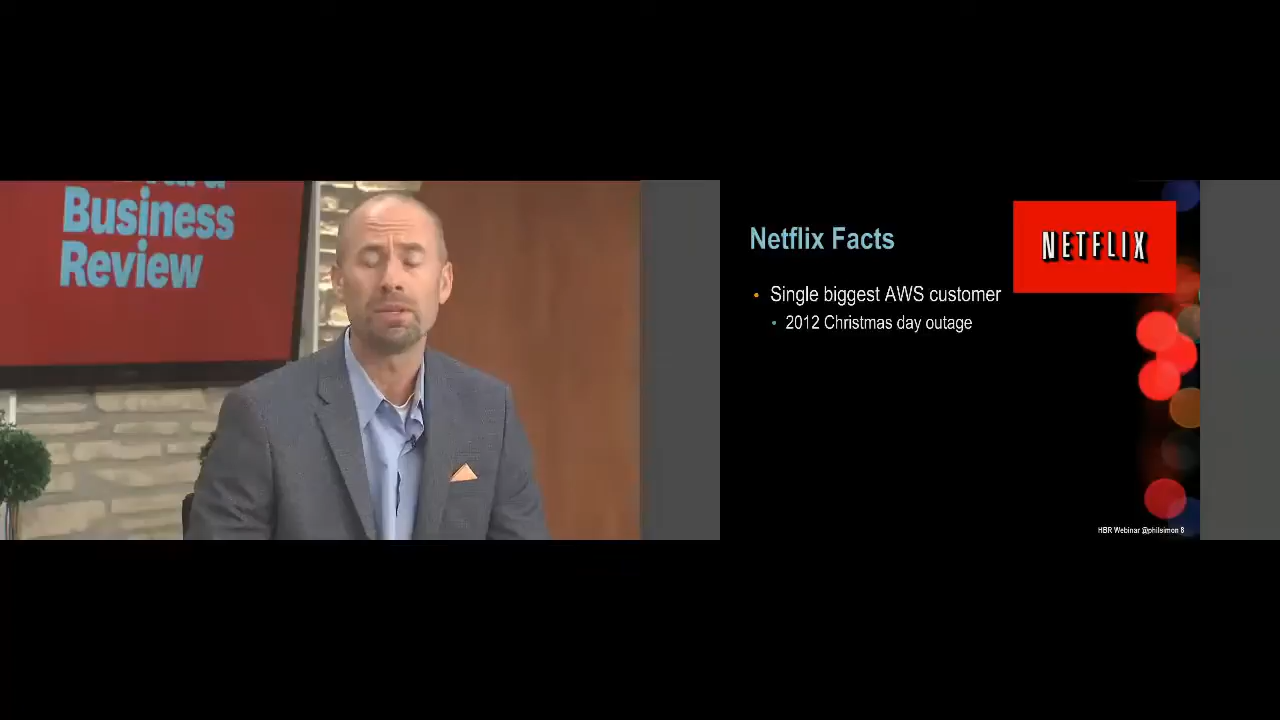 Business
Review
Netflix Facts
NETFLIX
• Single biggest AWS customer
• 2012 Christmas day outage
HBR Webinar @philsimon 8